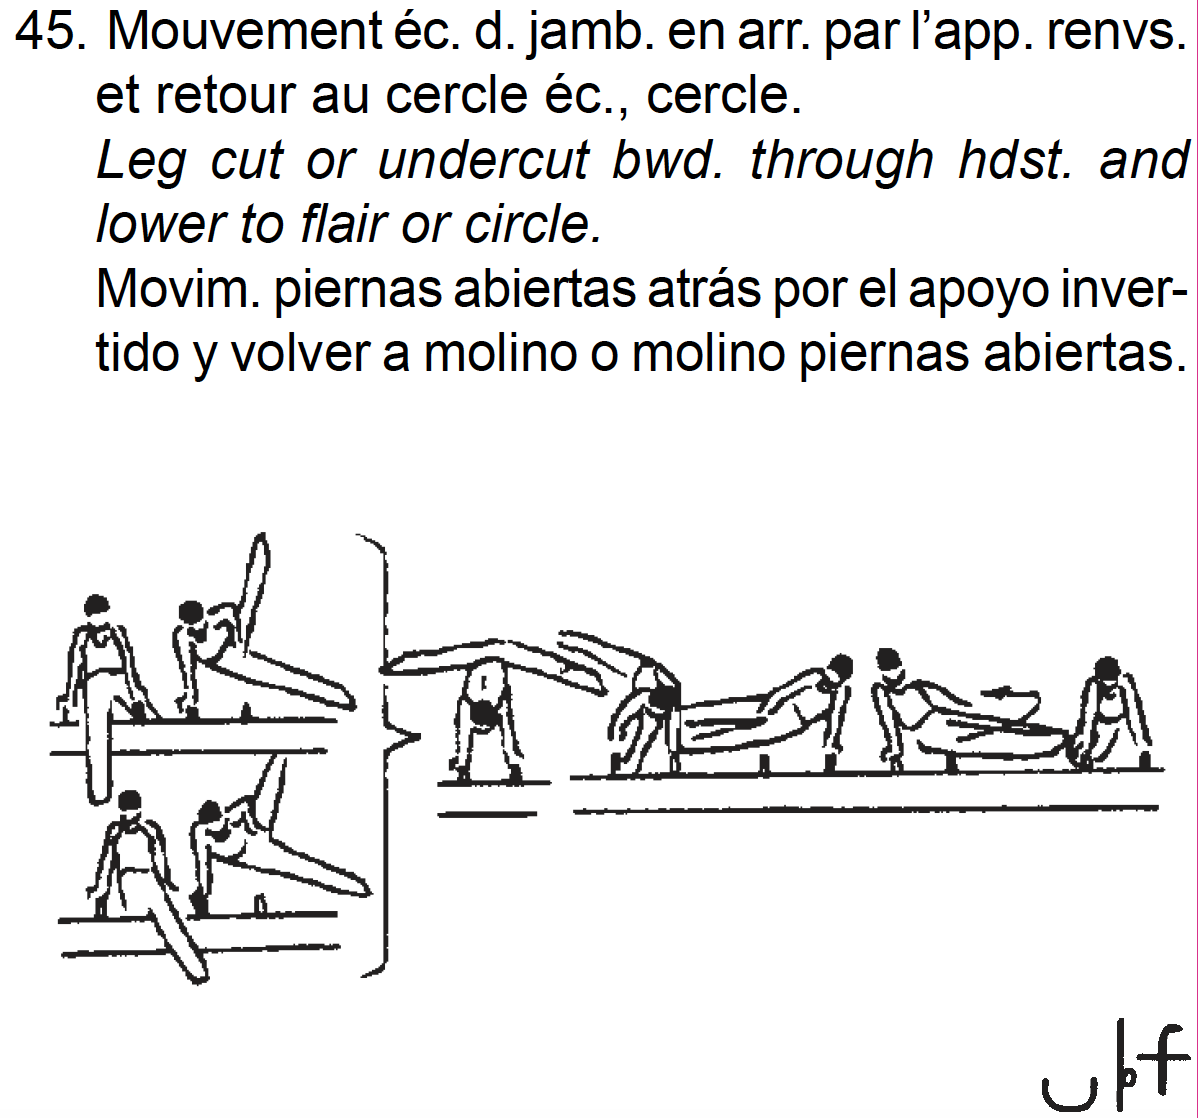 45. Mouvement éc. d. jamb. en arr. par l’app. renvs.
et retour au cercle éc., cercle.
Leg cut or undercut bwd. through hdst. and
lower to flair or circle.
Movim. piernas abiertas atrás por el apoyo inver-
tido y volver a molino o molino piernas abiertas.